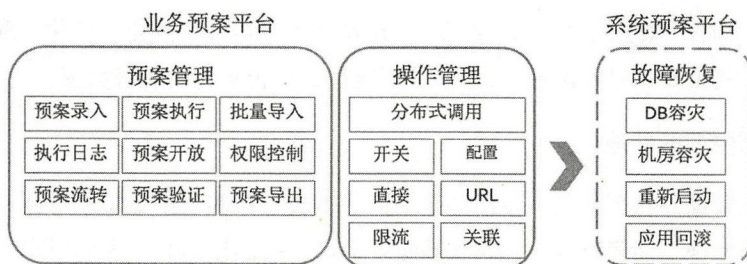 业务预案平台
系统预案平台
预案管理
预案录入 预案执行 批量导入
执行日志 预案开放 权限控制
预案流转 预案验证 预案导出
操作管理
分布式调用
开关 配置
直接 URL
限流 关联
故障恢复
DB容灾
机房容灾
重新启动
应用回滚